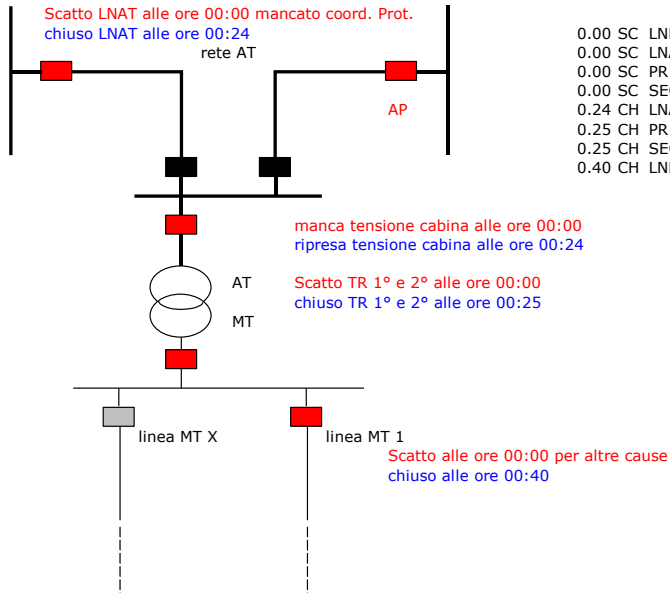 Scatto LNAT alle ore 00:00 mancato coord. Prot.
chiuso LNAT alle ore 00:24
rete AT
AP
0.00 SC
0.00 SC
0.00 SC PR
0.00 SC
0.24 CH
0.25 CH PR
0.25 CH
0.40 CH
manca tensione cabina alle ore 00:00
ripresa tensione cabina alle ore 00:24
AT
MT
Scatto TR 1° e 2° alle ore 00:00
chiuso TR 1° e 2° alle ore 00:25
linea MT X
linea MT 1
Scatto alle ore 00:00 per altre cause
chiuso alle ore 00:40